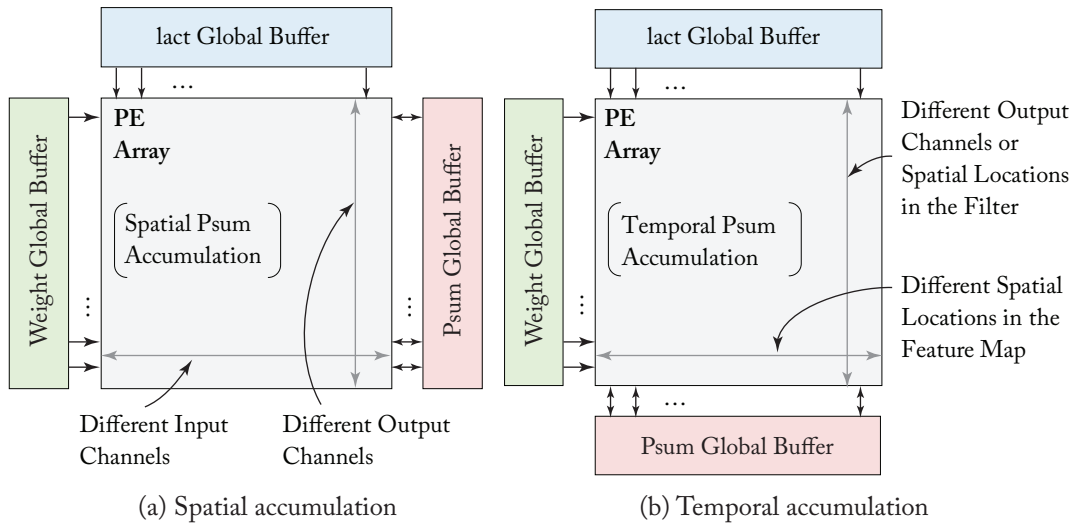 lact Global Buffer
...
PE
Array
Weight Global Buffer
Spatial Psum
Accumulation
Psum Global Buffer
...
...
Different Input
Channels
Different Output
Channels
(a) Spatial accumulation
lact Global Buffer
...
PE
Array
Weight Global Buffer
Temporal Psum
Accumulation
...
Different Output
Channels or
Spatial Locations
in the Filter
Different Spatial
Locations in the
Feature Map
...
Psum Global Buffer
(b) Temporal accumulation